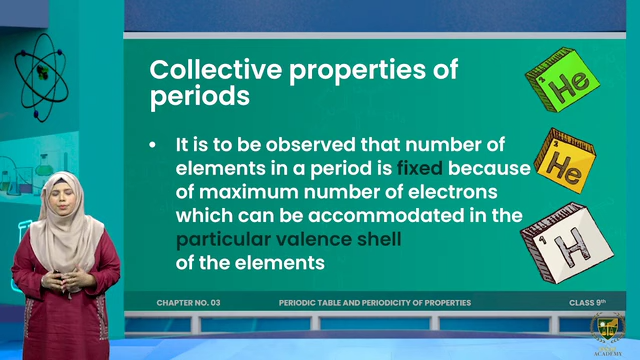 Collective properties of
periods
• It is to be observed that number of
elements in a period is fixed because
of maximum number of electrons
which can be accommodated in the
particular valence shell
of the elements
He
He
1
H
CHAPTER NO. 03
PERIODIC TABLE AND PERIODICITY OF PROPERTIES
CLASS 9th
ACADEMY